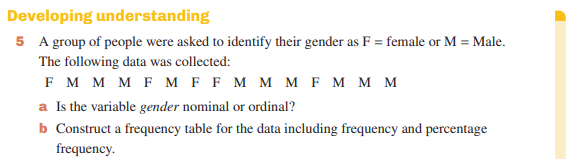 Developing understanding
5 A group of people were asked to identify their gender as F = female or M = Male.
The following data was collected:
F M M M F M F F M M M F M M M
a Is the variable gender nominal or ordinal?
b Construct a frequency table for the data including frequency and percentage
frequency.